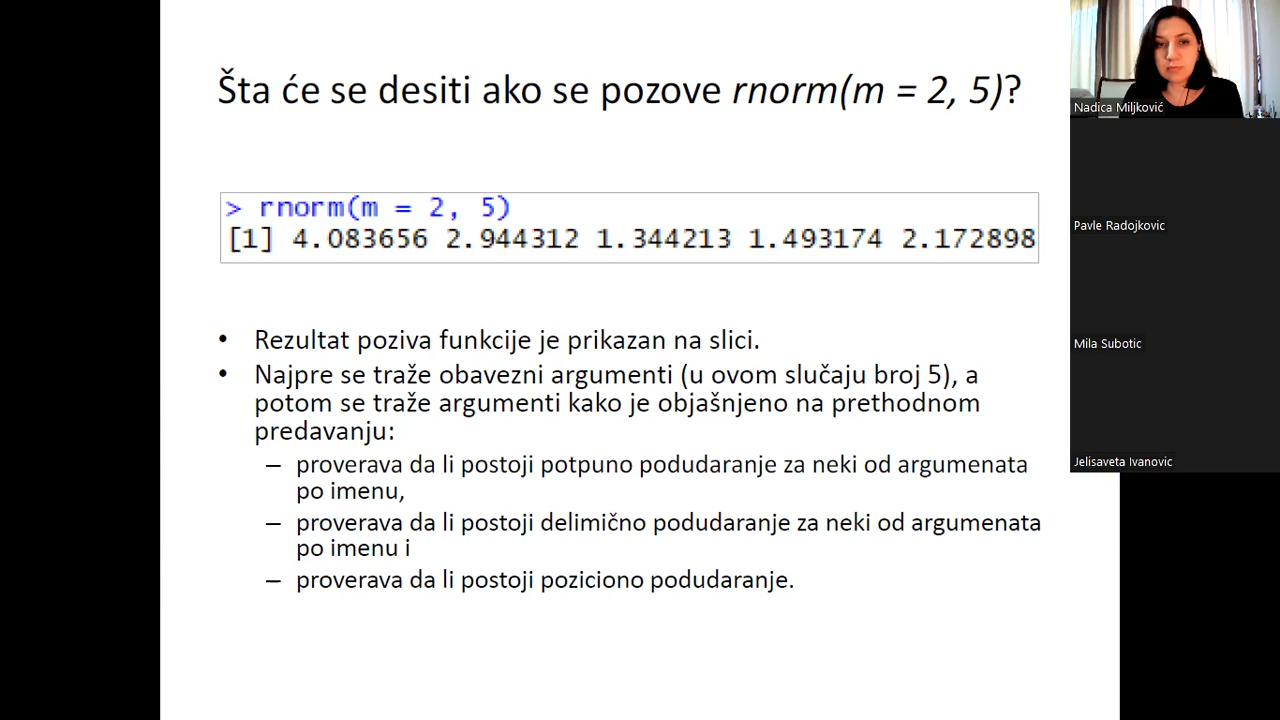 Šta će se desiti ako se pozove rnorm(m = 2, 5)?
> rnorm(m = 2, 5)
[1] 4.083656 2.944312 1.344213 1.493174 2.172898
• Rezultat poziva funkcije je prikazan na slici.
• Najpre se traže obavezni argumenti (u ovom slučaju broj 5), a
potom se traže argumenti kako je objašnjeno na prethodnom
predavanju:
– proverava da li postoji potpuno podudaranje za neki od argumenata
po imenu,
– proverava da li postoji delimično podudaranje za neki od argumenata
po imenu i
– proverava da li postoji poziciono podudaranje.
Nadica Miljković
Pavle Radojkovic
Mila Subotic
Jelisaveta Ivanovic